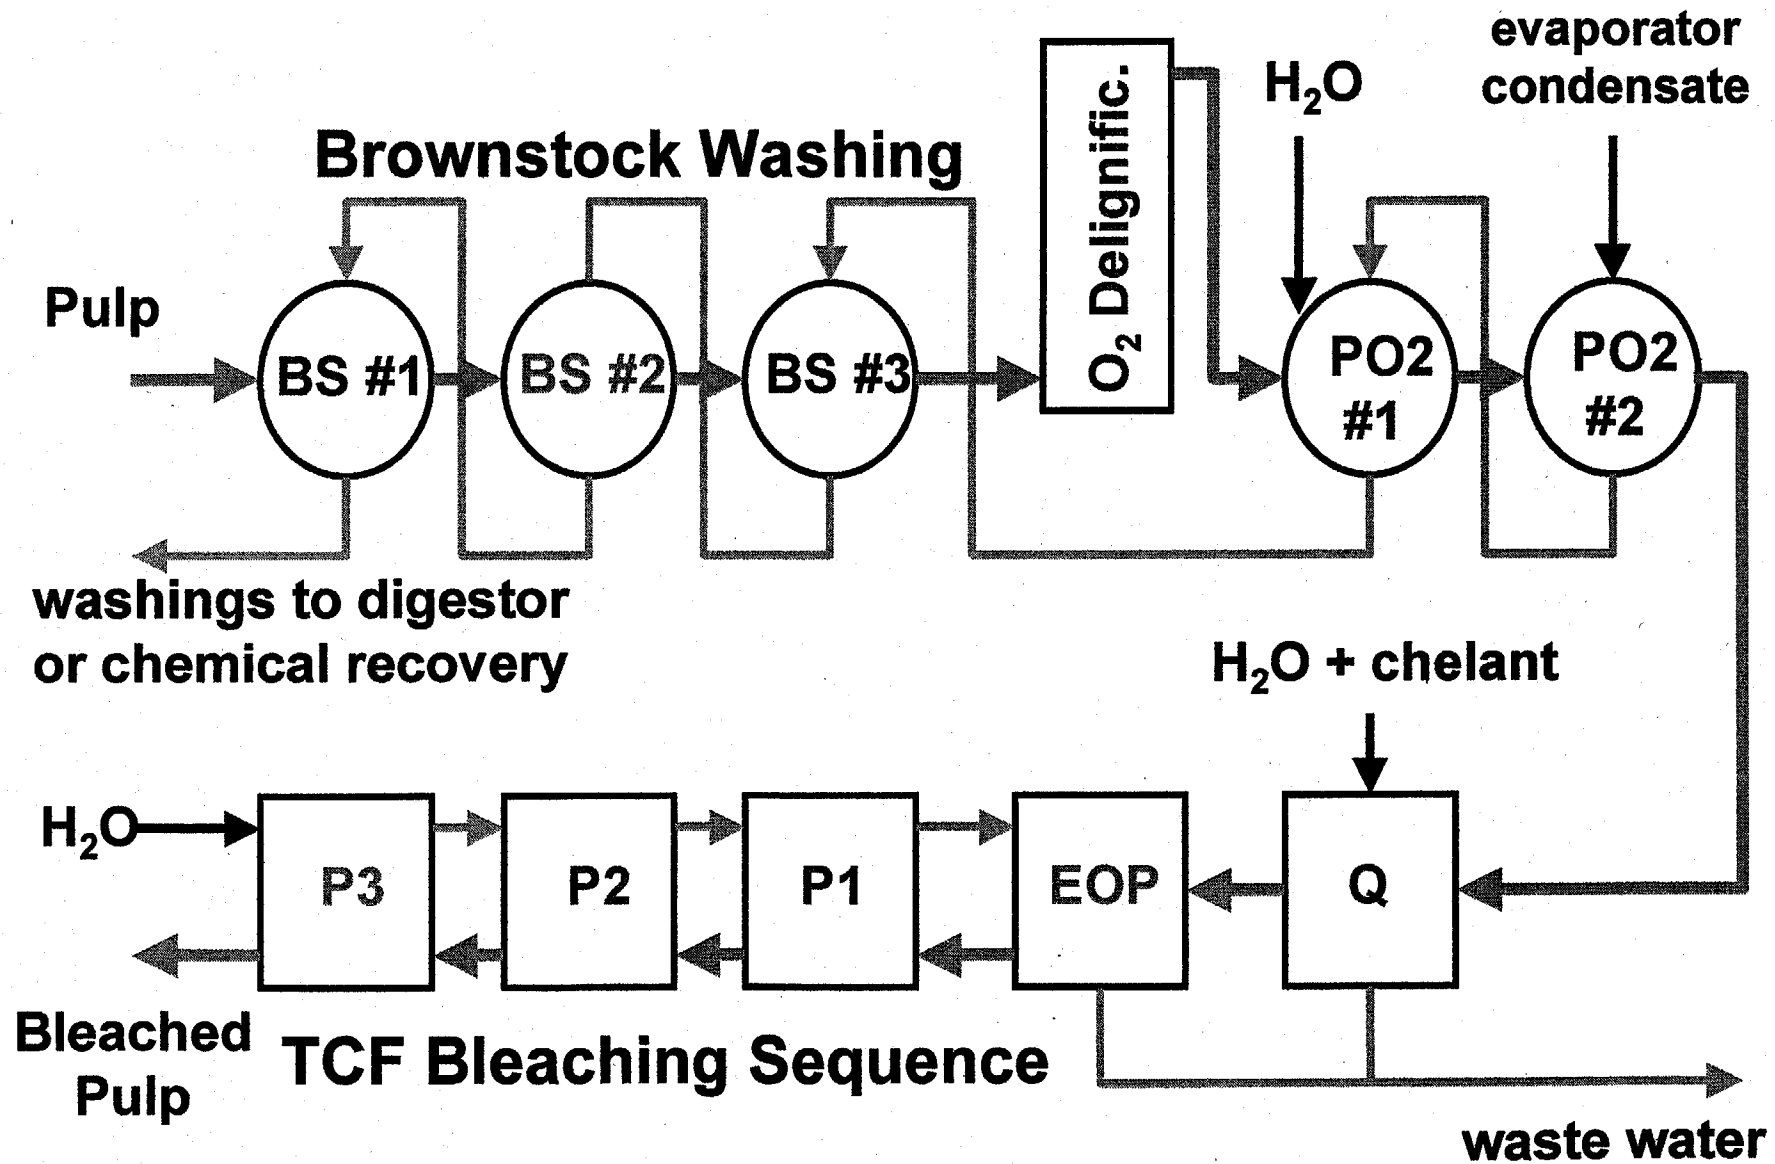 evaporator
condensate
H₂O
O₂ Delignific.
Brownstock Washing
Pulp
BS #1
BS #2
BS #3
PO2
#1
PO2
#2
washings to digestor
or chemical recovery
H₂O + chelant
H₂O
P3
P2
P1
EOP
Q
Bleached
Pulp
TCF Bleaching Sequence
waste water